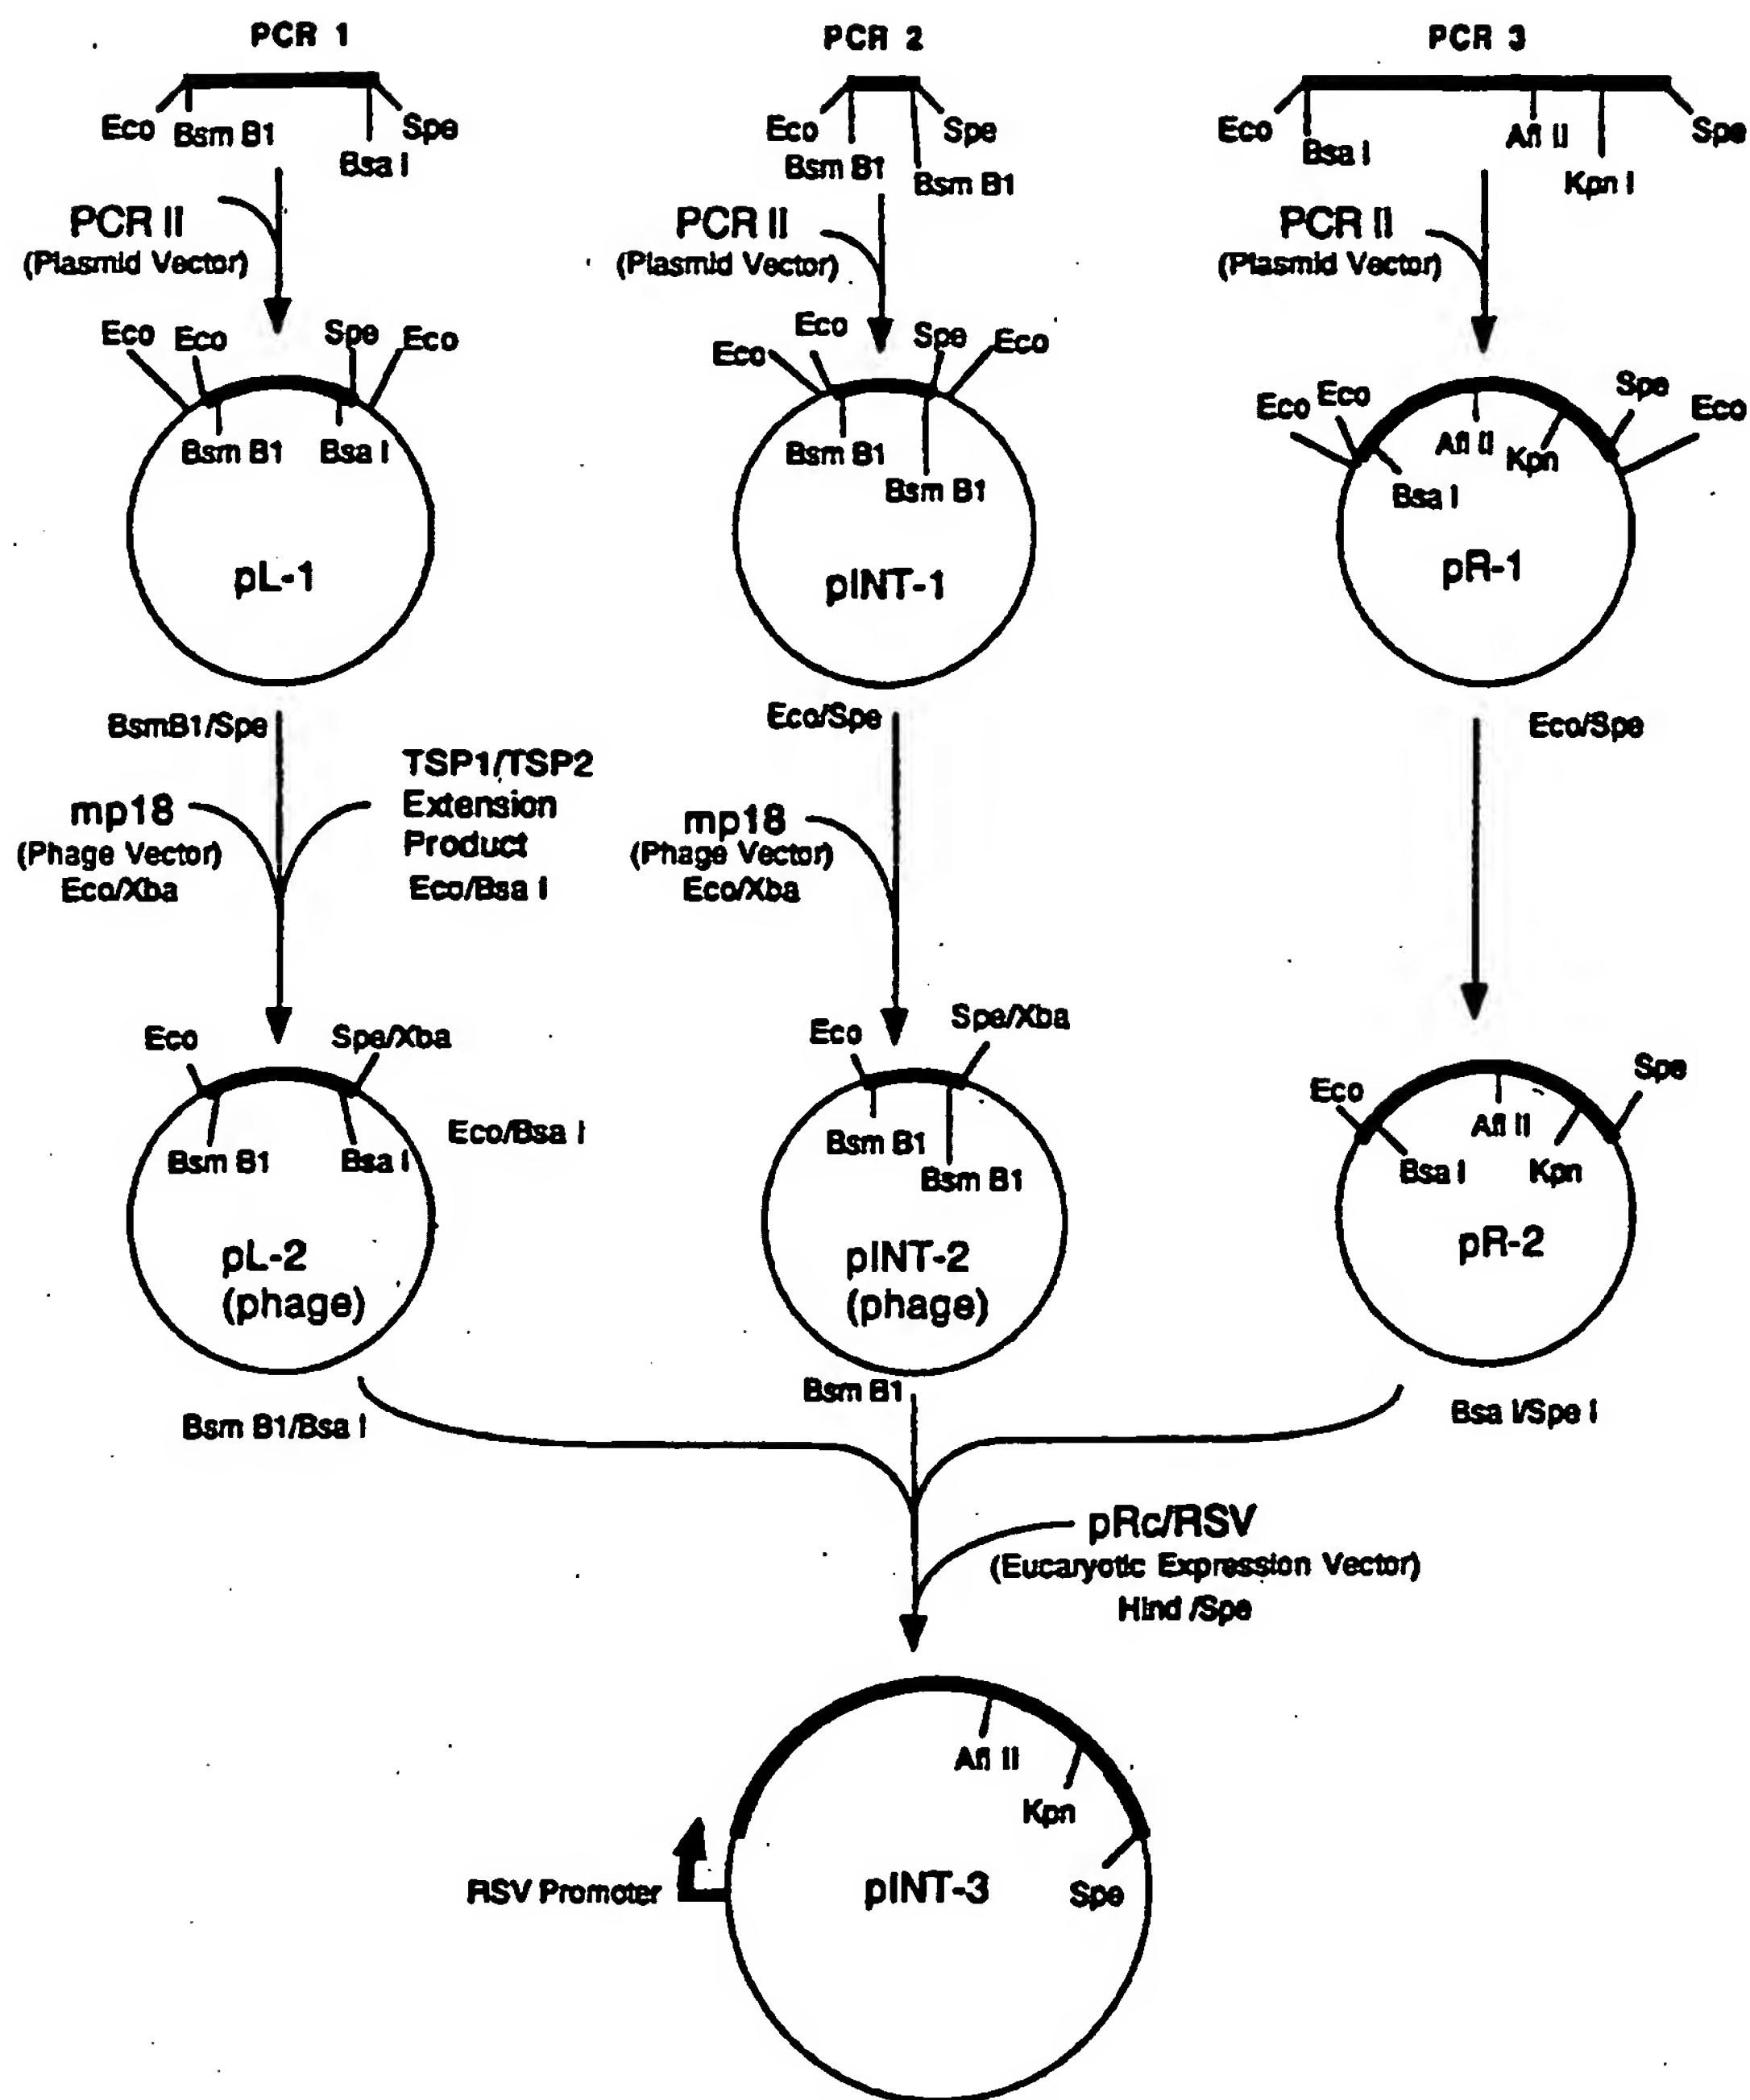 PCR 1
PCR 2
PCR 3
Eco
Bsm B1
Bsa I
Spe
Eco
Bsm B1
Bsm B1
Spe
Eco
Bsa I
Afl II
Kpn I
Spe
PCR II
(Plasmid Vector)
PCR II
(Plasmid Vector)
PCR II
(Plasmid Vector)
Eco
Eco
Spe
Eco
Bsm B1
Bsa I
pL-1
Eco
Eco
Spe
Eco
Bsm B1
Bsm B1
pINT-1
Eco
Eco
Spe
Eco
Afl II
Kpn
Bsa I
pR-1
BsmB1/Spe
TSP1/TSP2
Extension
Product
Eco/Bsa I
mp18
(Phage Vector)
Eco/Xba
Eco/Spe
mp18
(Phage Vector)
Eco/Xba
Eco/Spe
Eco
Spe/Xba
Bsm B1
Bsa I
Eco/Bsa I
pL-2
(phage)
Eco
Spe/Xba
Bsm B1
Bsm B1
pINT-2
(phage)
Eco
Spe
Afl II
Bsa I
Kpn
pR-2
Bsm B1/Bsa I
Bsm B1
Bsa I/Spe I
pRc/RSV
(Eucaryotic Expression Vector)
Hind /Spe
Afl II
Kpn
Spe
RSV Promoter
pINT-3